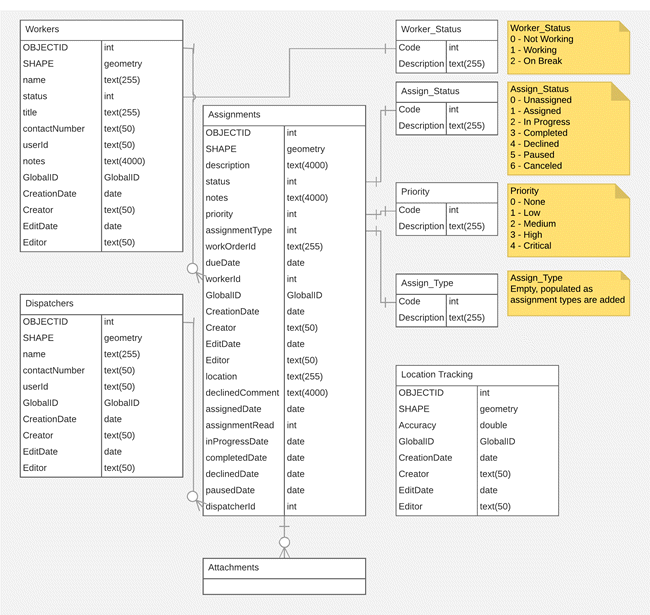 Workers
OBJECTID int
SHAPE geometry
name text(255)
status int
title text(255)
contactNumber text(50)
userId text(50)
notes text(4000)
GlobalID GlobalID
CreationDate date
Creator text(50)
EditDate date
Editor text(50)
Dispatchers
OBJECTID int
SHAPE geometry
name text(255)
contactNumber text(50)
userId text(50)
GlobalID GlobalID
CreationDate date
Creator text(50)
EditDate date
Editor text(50)
Assignments
OBJECTID int
SHAPE geometry
description text(4000)
status int
notes text(4000)
priority int
assignmentType int
workOrderId text(255)
dueDate date
workerId int
GlobalID GlobalID
CreationDate date
Creator text(50)
EditDate date
Editor text(50)
location text(255)
declinedComment text(4000)
assignedDate date
assignmentRead int
inProgressDate date
completedDate date
declinedDate date
pausedDate date
dispatcherId int
Attachments
Worker_Status
Code int
Description text(255)
Assign_Status
Code int
Description text(255)
Priority
Code int
Description text(255)
Assign_Type
Code int
Description text(255)
Location Tracking
OBJECTID int
SHAPE geometry
Accuracy double
GlobalID GlobalID
CreationDate date
Creator text(50)
EditDate date
Editor text(50)
Worker_Status
0 - Not Working
1 - Working
2 - On Break
Assign_Status
0 - Unassigned
1 - Assigned
2 - In Progress
3 - Completed
4 - Declined
5 - Paused
6 - Canceled
Priority
0 - None
1 - Low
2 - Medium
3 - High
4 - Critical
Assign_Type
Empty, populated as
assignment types are added